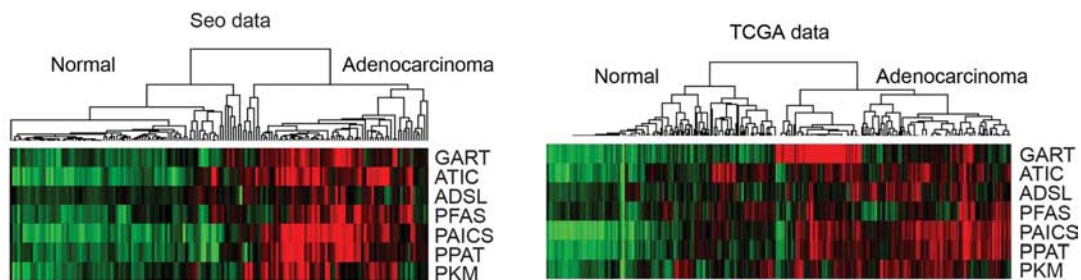 Seo data
Normal
Adenocarcinoma
GART
ATIC
ADSL
PFAS
PAICS
PPAT
PKM
TCGA data
Normal
Adenocarcinoma
GART
ATIC
ADSL
PFAS
PAICS
PPAT
PKM